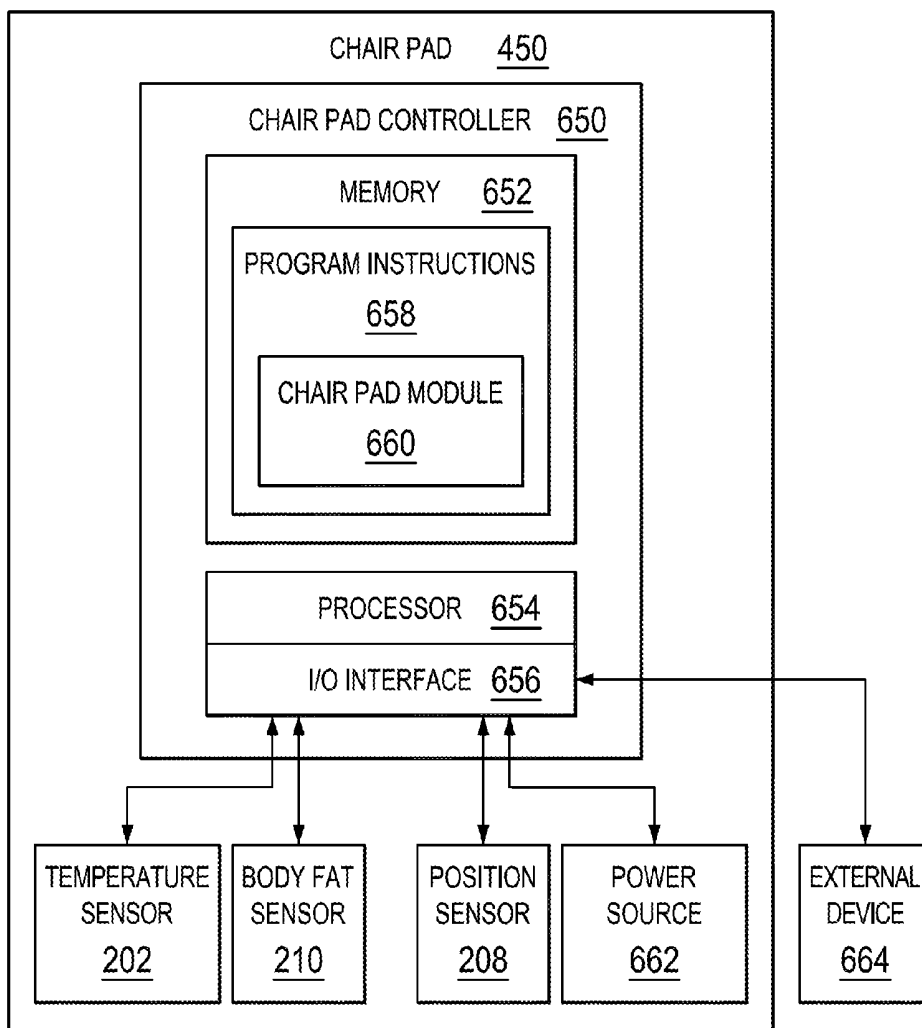 CHAIR PAD 450
CHAIR PAD CONTROLLER 650
MEMORY 652
PROGRAM INSTRUCTIONS
658
CHAIR PAD MODULE
660
PROCESSOR 654
I/O INTERFACE 656
TEMPERATURE
SENSOR
202
BODY FAT
SENSOR
210
POSITION
SENSOR
208
POWER
SOURCE
662
EXTERNAL
DEVICE
664